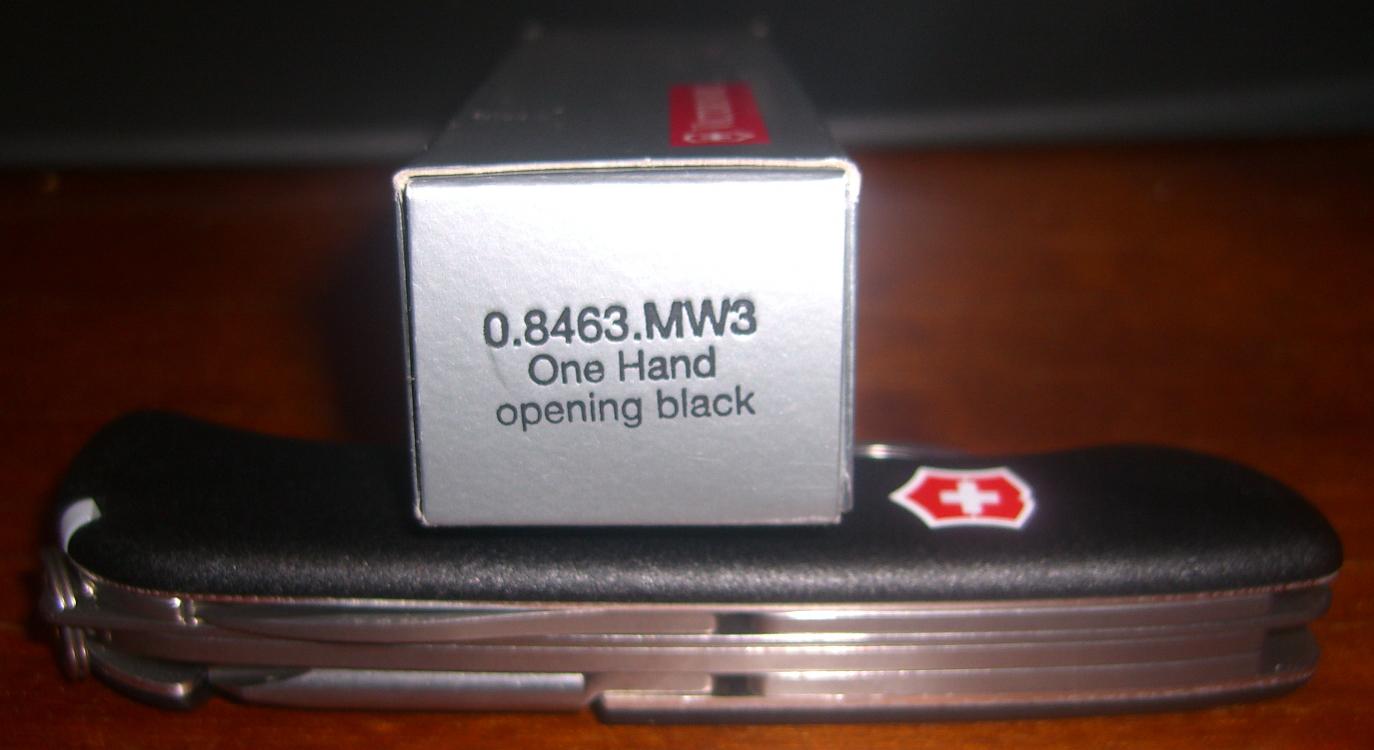 0.8463.MW3
One Hand
opening black